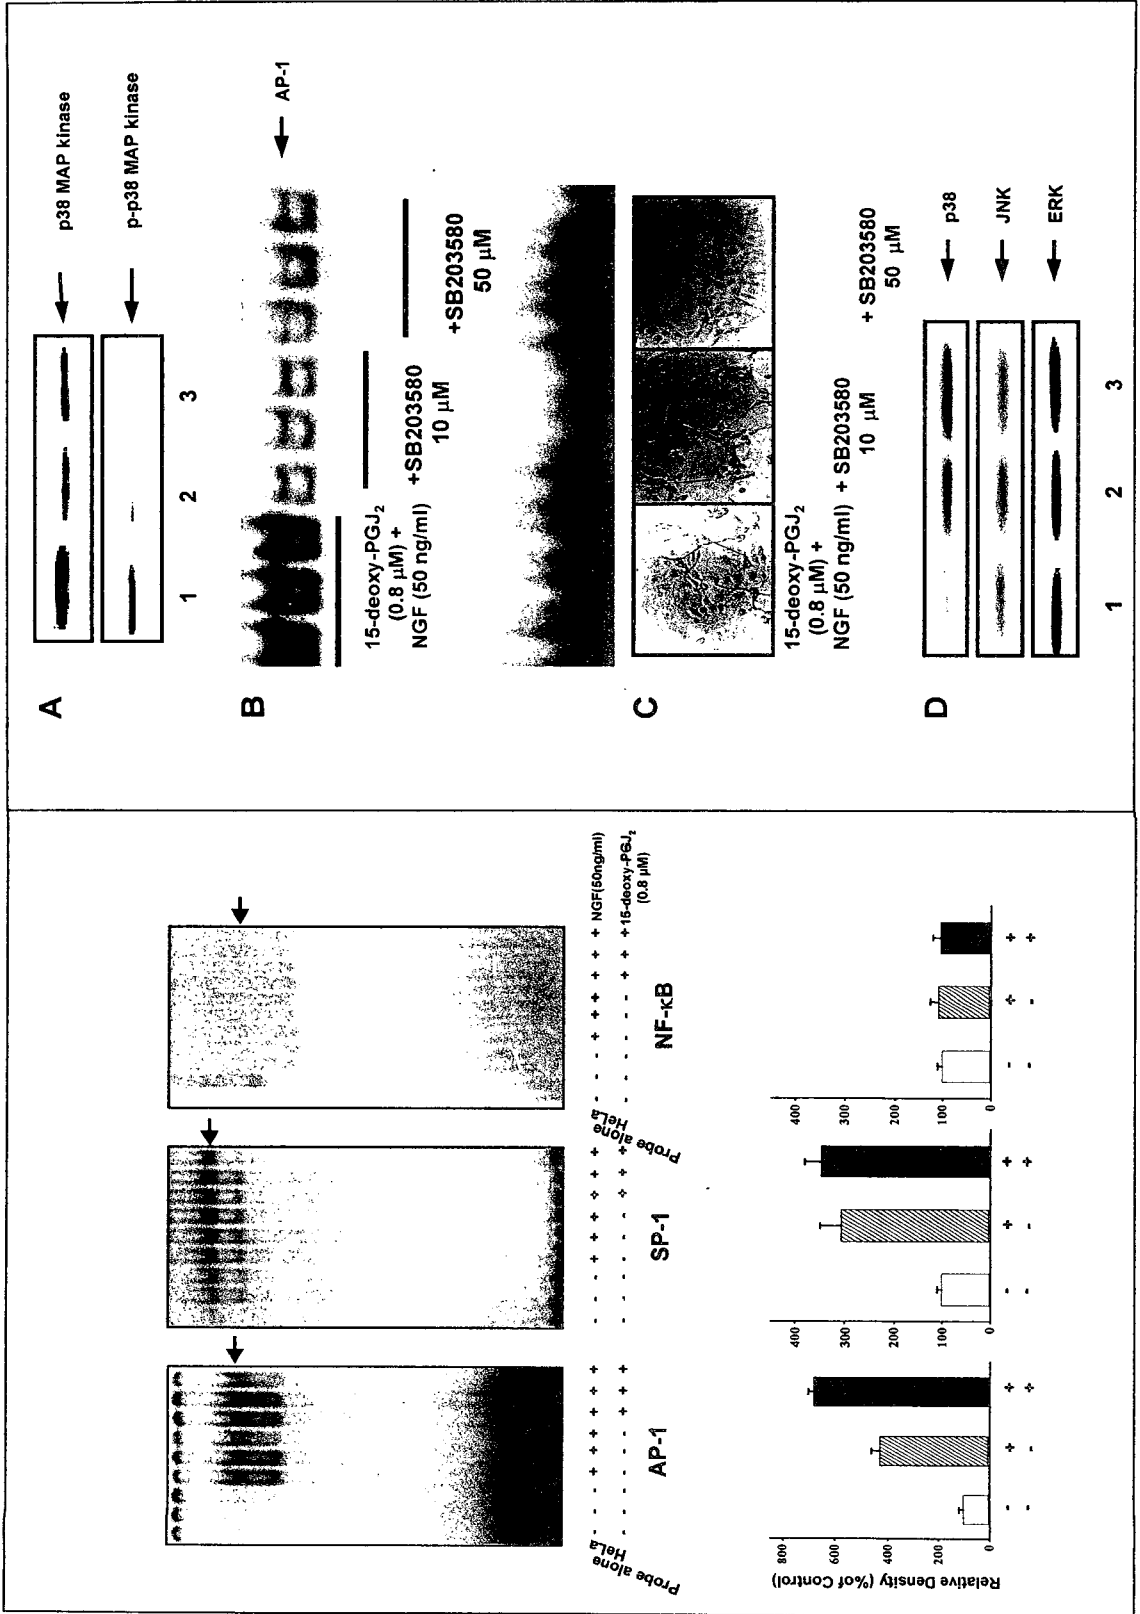 A
p38 MAP kinase
p-p38 MAP kinase
1 2 3
B
AP-1
15-deoxy-PGJ₂
(0.8 μM) +
NGF (50 ng/ml)
+SB203580
10 μM
+SB203580
50 μM
C
15-deoxy-PGJ₂
(0.8 μM) +
NGF (50 ng/ml)
+ SB203580
10 μM
+ SB203580
50 μM
D
p38
JNK
ERK
1 2 3
Probe alone
HeLa
- - - + + + + + + 
- - - - - - + + +
AP-1
- - - + + + + + +
- - - - - - + + +
SP-1
Probe alone
HeLa
- - - + + + + + + NGF(50ng/ml)
- - - - - - + + + 15-deoxy-PGJ₂
(0.8 μM)
NF-κB
Relative Density (%of Control)
800
600
400
200
0
- + +
- - +
400
300
200
100
0
- + +
- - +
400
300
200
100
0
- + +
- - +